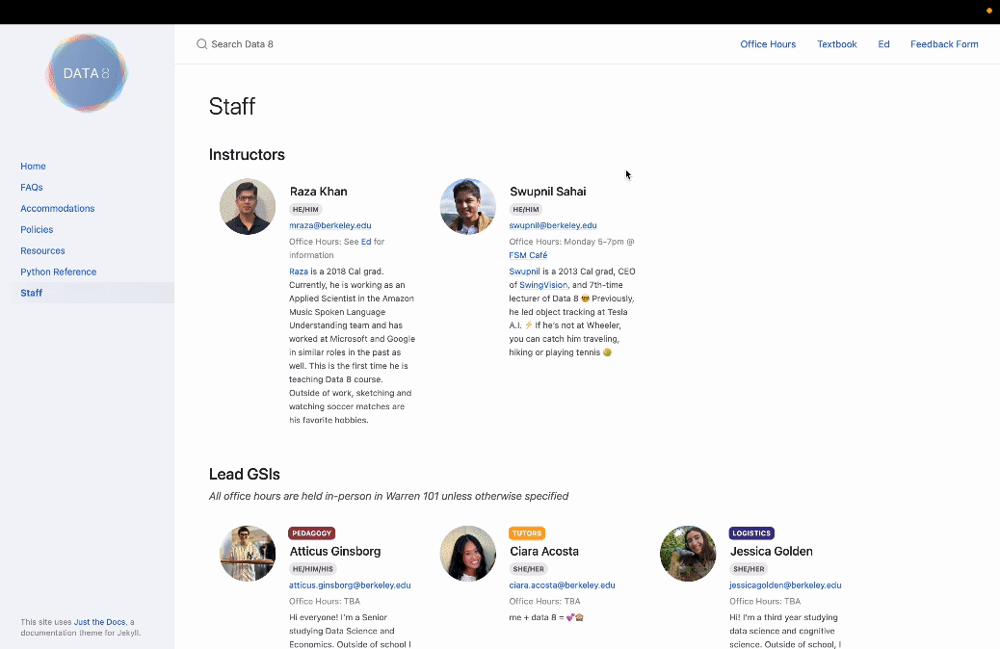 Search Data 8
Office Hours
Textbook
Ed
Feedback Form
DATA 8
Home
FAQs
Accommodations
Policies
Resources
Python Reference
Staff
This site uses Just the Docs, a
documentation theme for Jekyll.
Staff
Instructors
Raza Khan
HE/HIM
mraza@berkeley.edu
Office Hours: See Ed for
information
Raza is a 2018 Cal grad.
Currently, he is working as an
Applied Scientist in the Amazon
Music Spoken Language
Understanding team and has
worked at Microsoft and Google
in similar roles in the past as
well. This is the first time he is
teaching Data 8 course.
Outside of work, sketching and
watching soccer matches are
his favorite hobbies.
Swupnil Sahai
HE/HIM
swupnil@berkeley.edu
Office Hours: Monday 5-7pm @
FSM Café
Swupnil is a 2013 Cal grad, CEO
of SwingVision, and 7th-time
lecturer of Data 8 🤓 Previously,
he led object tracking at Tesla
A.I. ⚡ If he's not at Wheeler,
you can catch him traveling,
hiking or playing tennis 🎾
Lead GSIs
All office hours are held in-person in Warren 101 unless otherwise specified
PEDAGOGY
Atticus Ginsborg
HE/HIM/HIS
atticus.ginsborg@berkeley.edu
Office Hours: TBA
Hi everyone! I'm a Senior
studying Data Science and
Economics. Outside of school I
TUTORS
Ciara Acosta
SHE/HER
ciara.acosta@berkeley.edu
Office Hours: TBA
me + data 8 = 💕🙈
LOGISTICS
Jessica Golden
SHE/HER
jessicagolden@berkeley.edu
Office Hours: TBA
Hi! I'm a third year studying
data science and cognitive
science. Outside of school, I